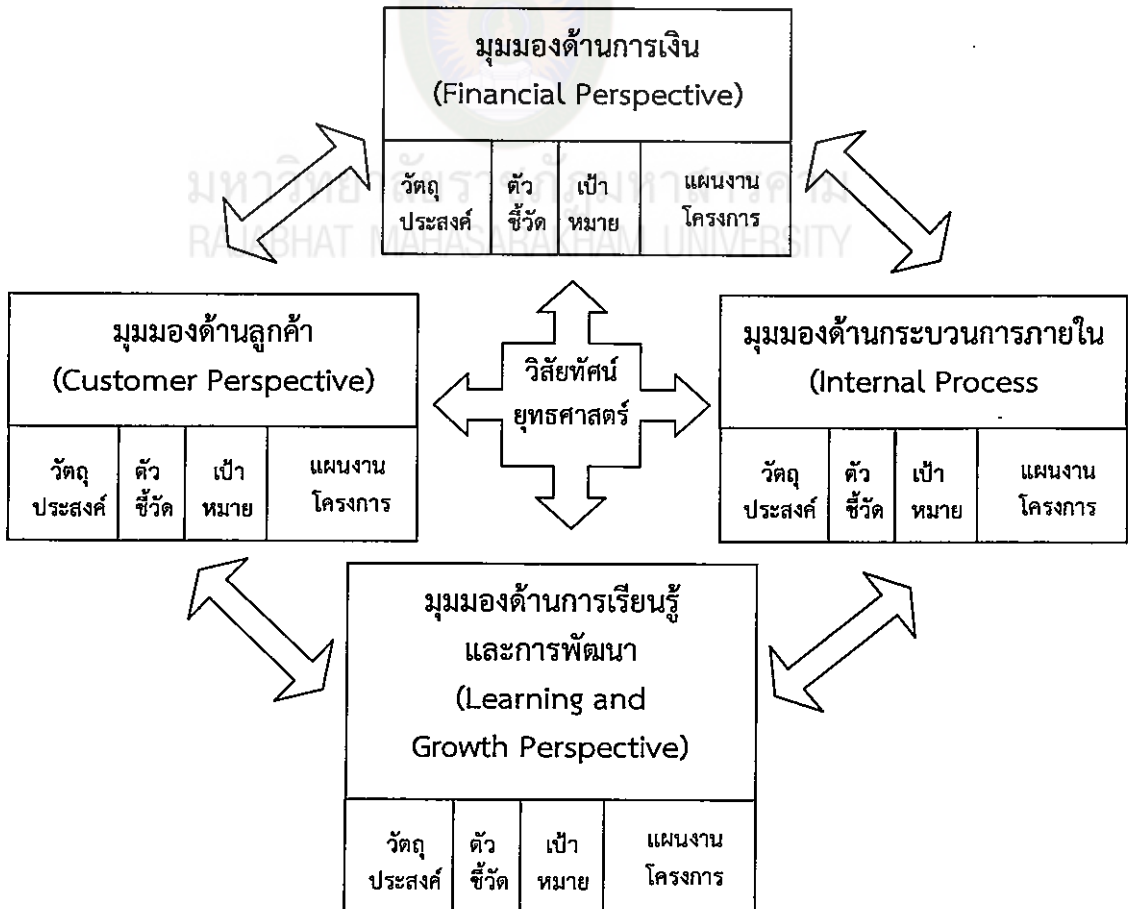 มุมมองด้านการเงิน
(Financial Perspective)
วัตถุ ตัว เป้า แผนงาน
ประสงค์ ชี้วัด หมาย โครงการ
มหาวิทยาลัยราชภัฏมหาสารคาม
RAJABHAT MAHASARAKHAM UNIVERSITY
มุมมองด้านลูกค้า
(Customer Perspective)
วัตถุ ตัว เป้า แผนงาน
ประสงค์ ชี้วัด หมาย โครงการ
วิสัยทัศน์
ยุทธศาสตร์
มุมมองด้านกระบวนการภายใน
(Internal Process
วัตถุ ตัว เป้า แผนงาน
ประสงค์ ชี้วัด หมาย โครงการ
มุมมองด้านการเรียนรู้
และการพัฒนา
(Learning and
Growth Perspective)
วัตถุ ตัว เป้า แผนงาน
ประสงค์ ชี้วัด หมาย โครงการ